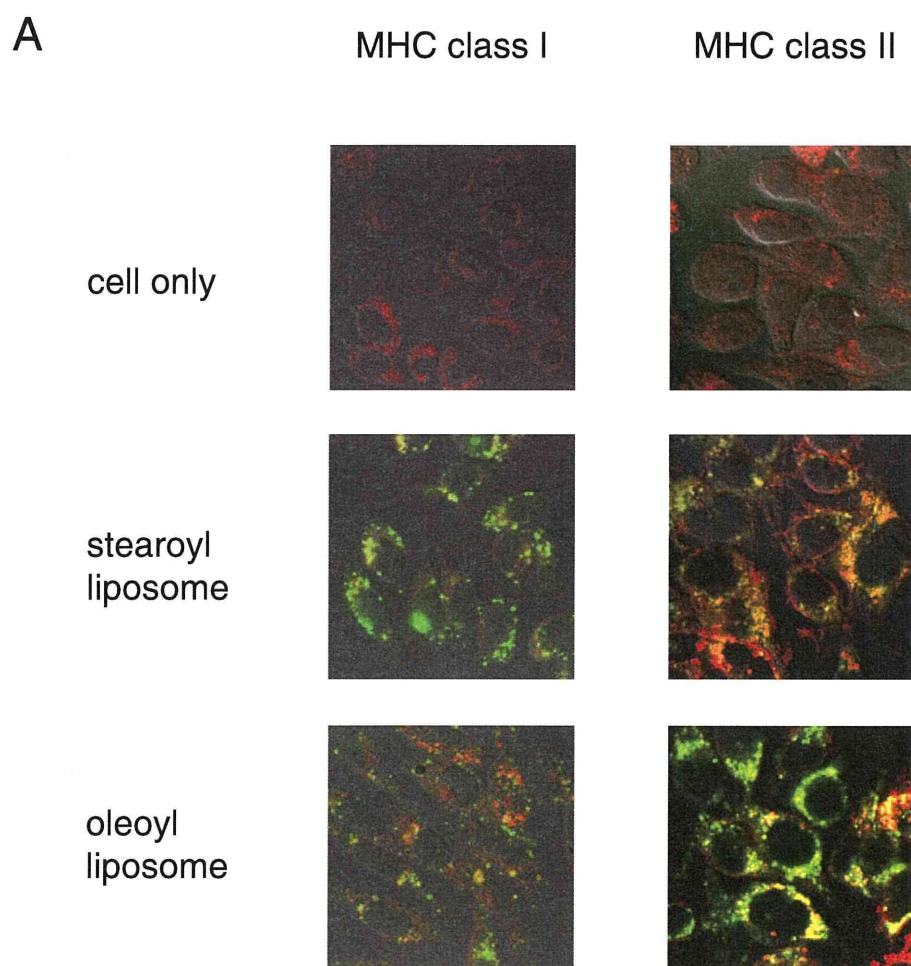 A
MHC class I
MHC class II
cell only
stearoyl
liposome
oleoyl
liposome